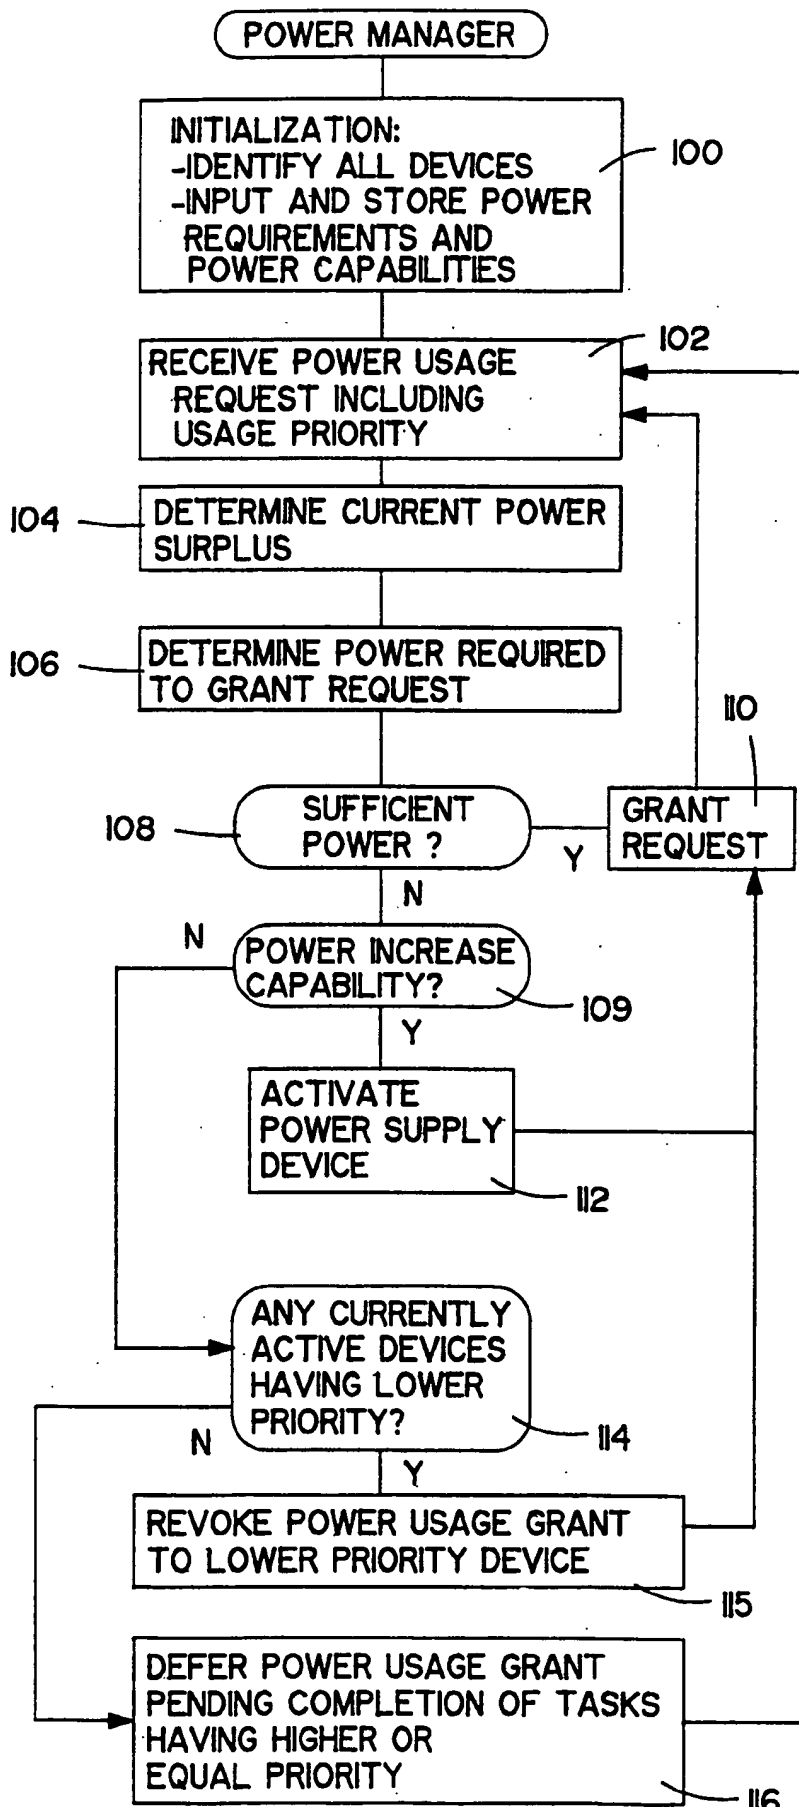 POWER MANAGER
INITIALIZATION:
-IDENTIFY ALL DEVICES
-INPUT AND STORE POWER
REQUIREMENTS AND
POWER CAPABILITIES
100
RECEIVE POWER USAGE
REQUEST INCLUDING
USAGE PRIORITY
102
104
DETERMINE CURRENT POWER
SURPLUS
106
DETERMINE POWER REQUIRED
TO GRANT REQUEST
108
SUFFICIENT
POWER ?
Y
110
GRANT
REQUEST
N
N
POWER INCREASE
CAPABILITY?
109
Y
ACTIVATE
POWER SUPPLY
DEVICE
112
ANY CURRENTLY
ACTIVE DEVICES
HAVING LOWER
PRIORITY?
114
N
Y
REVOKE POWER USAGE GRANT
TO LOWER PRIORITY DEVICE
115
DEFER POWER USAGE GRANT
PENDING COMPLETION OF TASKS
HAVING HIGHER OR
EQUAL PRIORITY
116